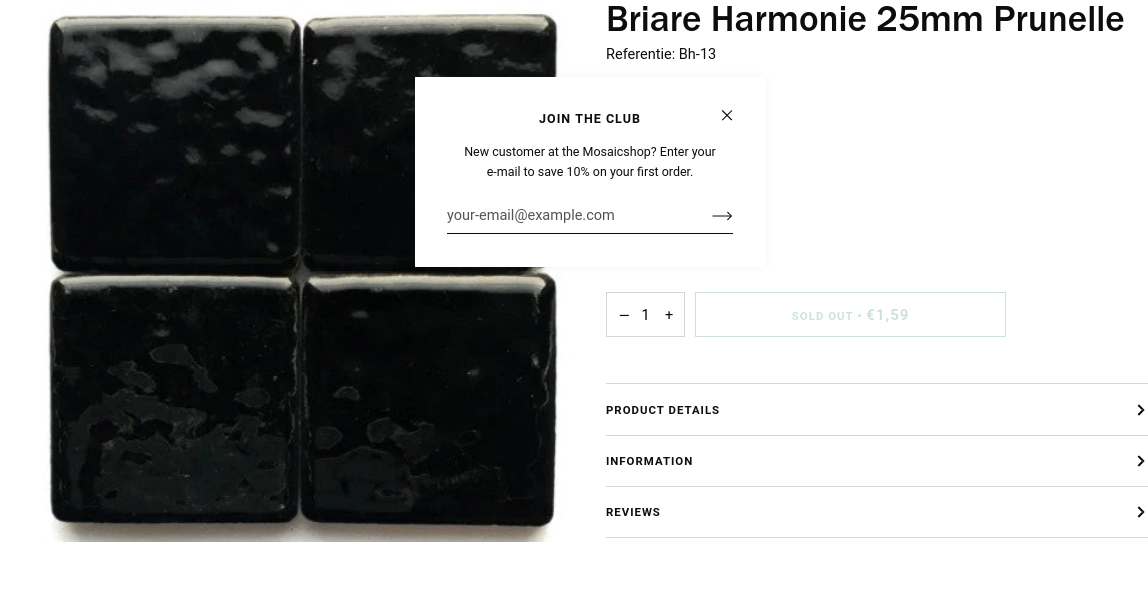 Briare Harmonie 25mm Prunelle
Referentie: Bh-13
JOIN THE CLUB
New customer at the Mosaicshop? Enter your
e-mail to save 10% on your first order.
your-email@example.com
− 1 +
SOLD OUT • €1,59
PRODUCT DETAILS
INFORMATION
REVIEWS